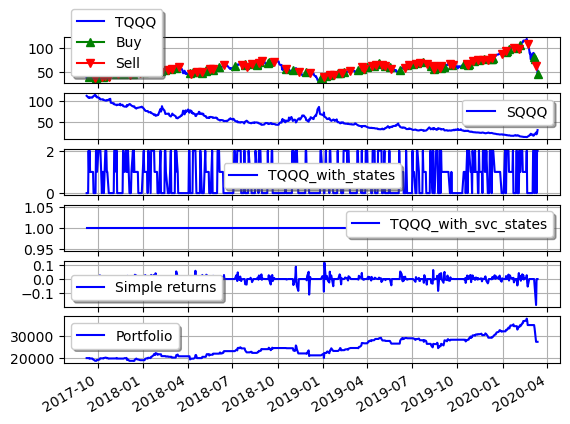 TQQQ
Buy
Sell
100
50
SQQQ
100
50
TQQQ_with_states
2
0
TQQQ_with_svc_states
1.05
1.00
0.95
Simple returns
0.1
0.0
−0.1
Portfolio
30000
20000
2017-10 2018-01 2018-04 2018-07 2018-10 2019-01 2019-04 2019-07 2019-10 2020-01 2020-04